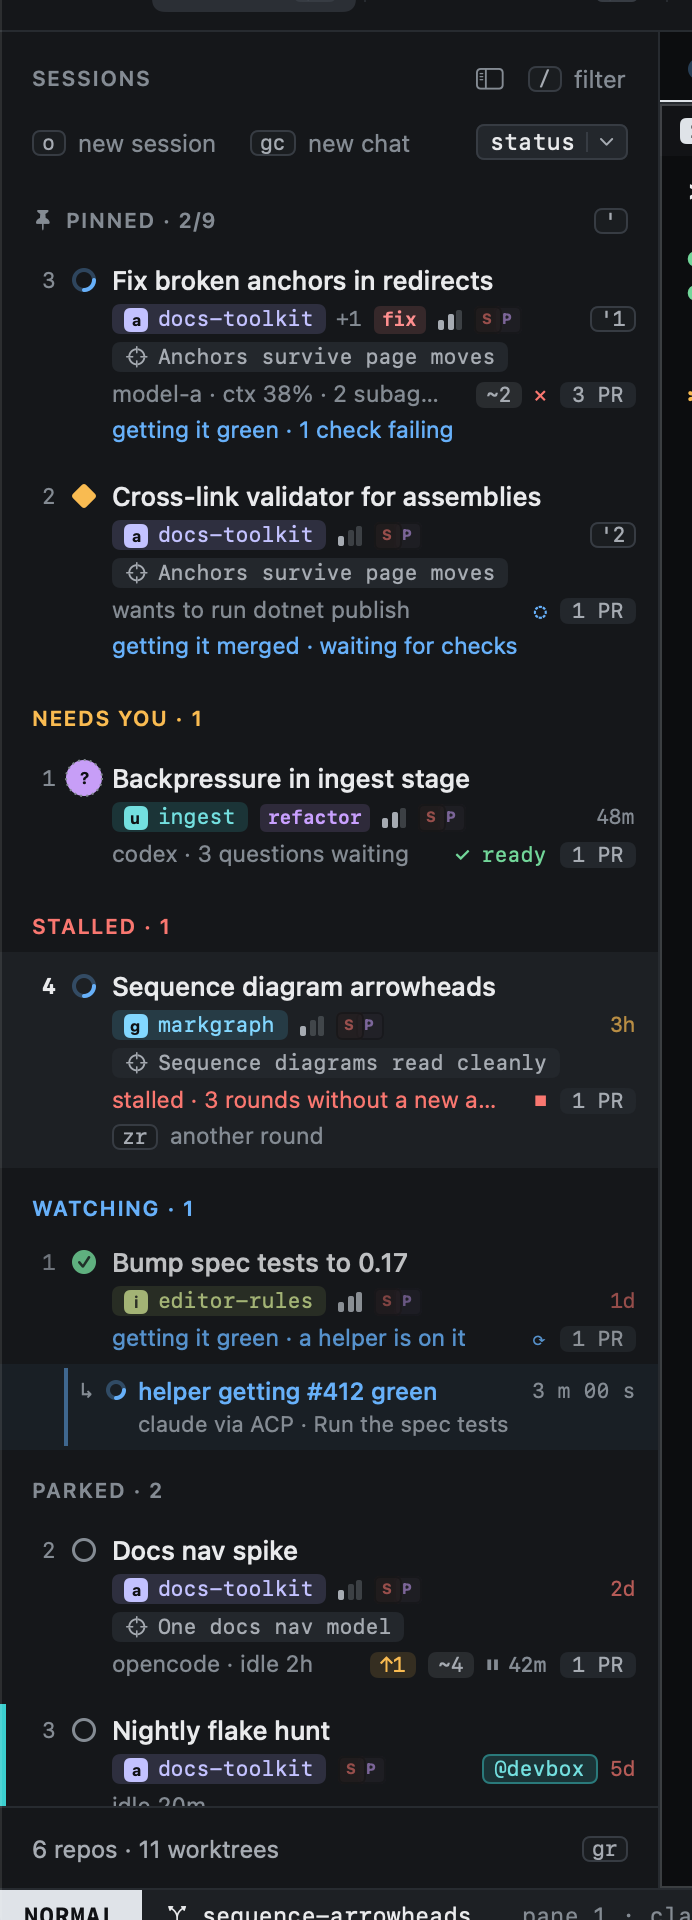 SESSIONS / filter
o new session gc new chat status
PINNED · 2/9 '
3 Fix broken anchors in redirects
a docs-toolkit +1 fix S P '1
Anchors survive page moves
model-a · ctx 38% · 2 subag… ~2 × 3 PR
getting it green · 1 check failing
2 Cross-link validator for assemblies
a docs-toolkit S P '2
Anchors survive page moves
wants to run dotnet publish 1 PR
getting it merged · waiting for checks
NEEDS YOU · 1
1 ? Backpressure in ingest stage
u ingest refactor S P 48m
codex · 3 questions waiting ✓ ready 1 PR
STALLED · 1
4 Sequence diagram arrowheads
g markgraph S P 3h
Sequence diagrams read cleanly
stalled · 3 rounds without a new a… ■ 1 PR
zr another round
WATCHING · 1
1 Bump spec tests to 0.17
i editor-rules S P 1d
getting it green · a helper is on it ⟳ 1 PR
↳ helper getting #412 green 3 m 00 s
claude via ACP · Run the spec tests
PARKED · 2
2 Docs nav spike
a docs-toolkit S P 2d
One docs nav model
opencode · idle 2h ↑1 ~4 42m 1 PR
3 Nightly flake hunt
a docs-toolkit S P @devbox 5d
idle 20m
6 repos · 11 worktrees gr
NORMAL sequence-arrowheads pane 1 · cla